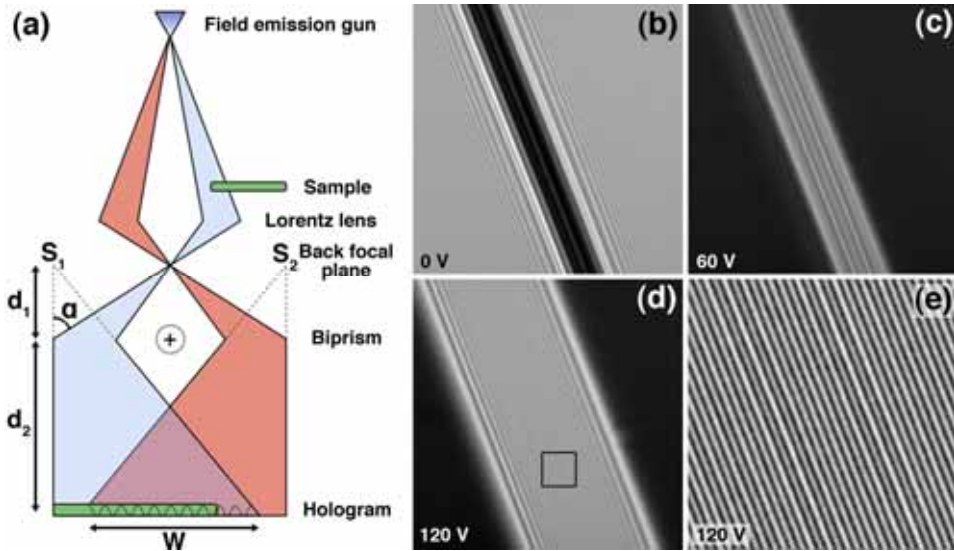 (a)
Field emission gun
Sample
Lorentz lens
S1
S2
Back focal
plane
d1
α
Biprism
+
d2
Hologram
W
(b)
0 V
(c)
60 V
(d)
120 V
(e)
120 V